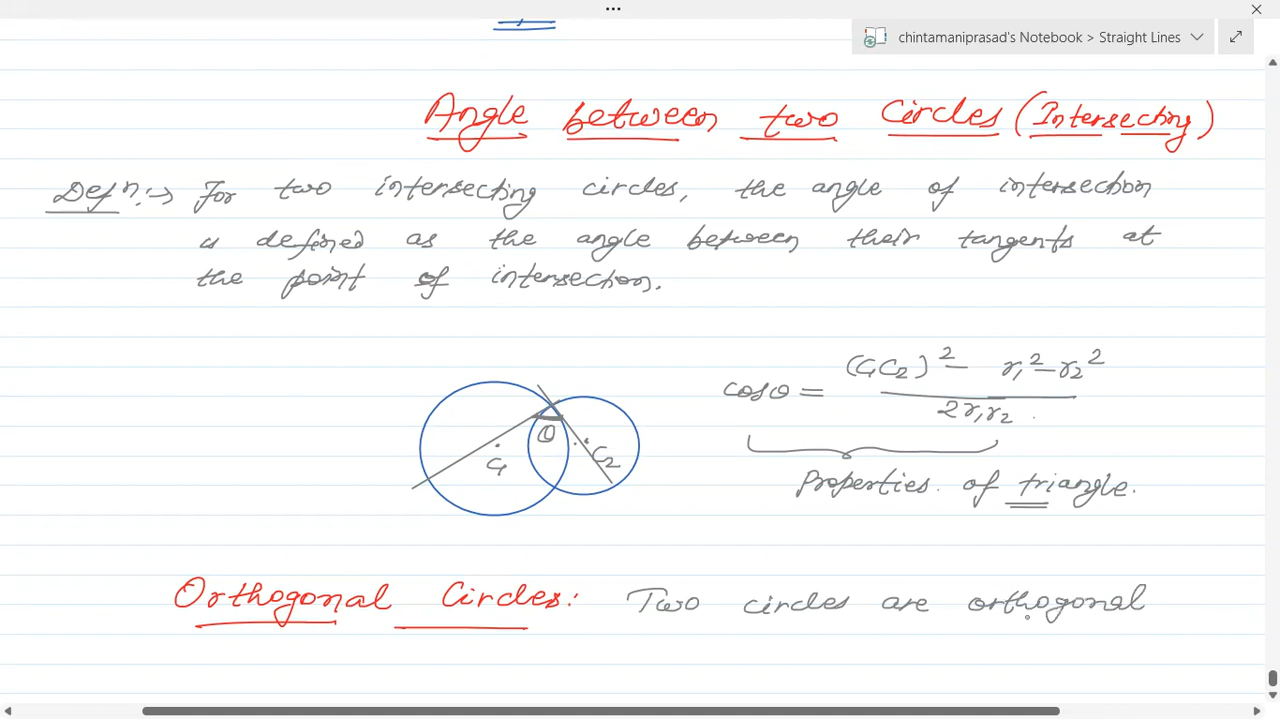 ...
chintamaniprasad's Notebook > Straight Lines
Angle between two Circles (Intersecting)
Defn. :-> For two intersecting circles, the angle of intersection
is defined as the angle between their tangents at
the point of intersection.
cosθ = (C₁C₂)² - r₁² - r₂² / 2r₁r₂ .
θ
C₁ C₂
Properties. of triangle.
Orthogonal Circles: Two circles are orthogonal